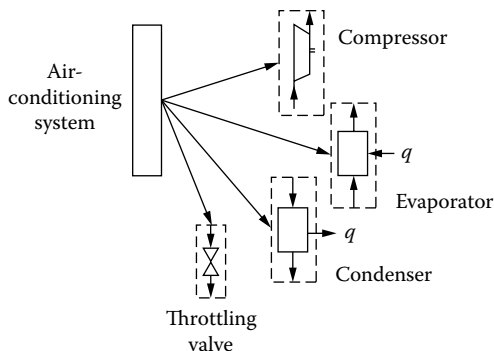 Compressor
Air-
conditioning
system
q
Evaporator
q
Condenser
Throttling
valve